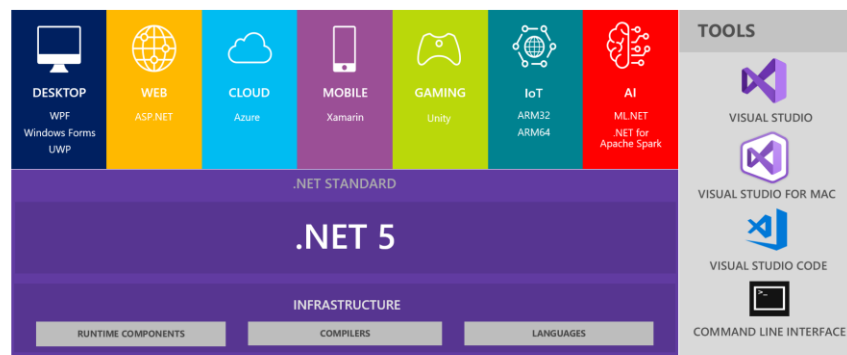 DESKTOP
WPF
Windows Forms
UWP
WEB
ASP.NET
CLOUD
Azure
MOBILE
Xamarin
GAMING
Unity
IoT
ARM32
ARM64
AI
ML.NET
.NET for
Apache Spark
.NET STANDARD
.NET 5
INFRASTRUCTURE
RUNTIME COMPONENTS
COMPILERS
LANGUAGES
TOOLS
VISUAL STUDIO
VISUAL STUDIO FOR MAC
VISUAL STUDIO CODE
>_
COMMAND LINE INTERFACE